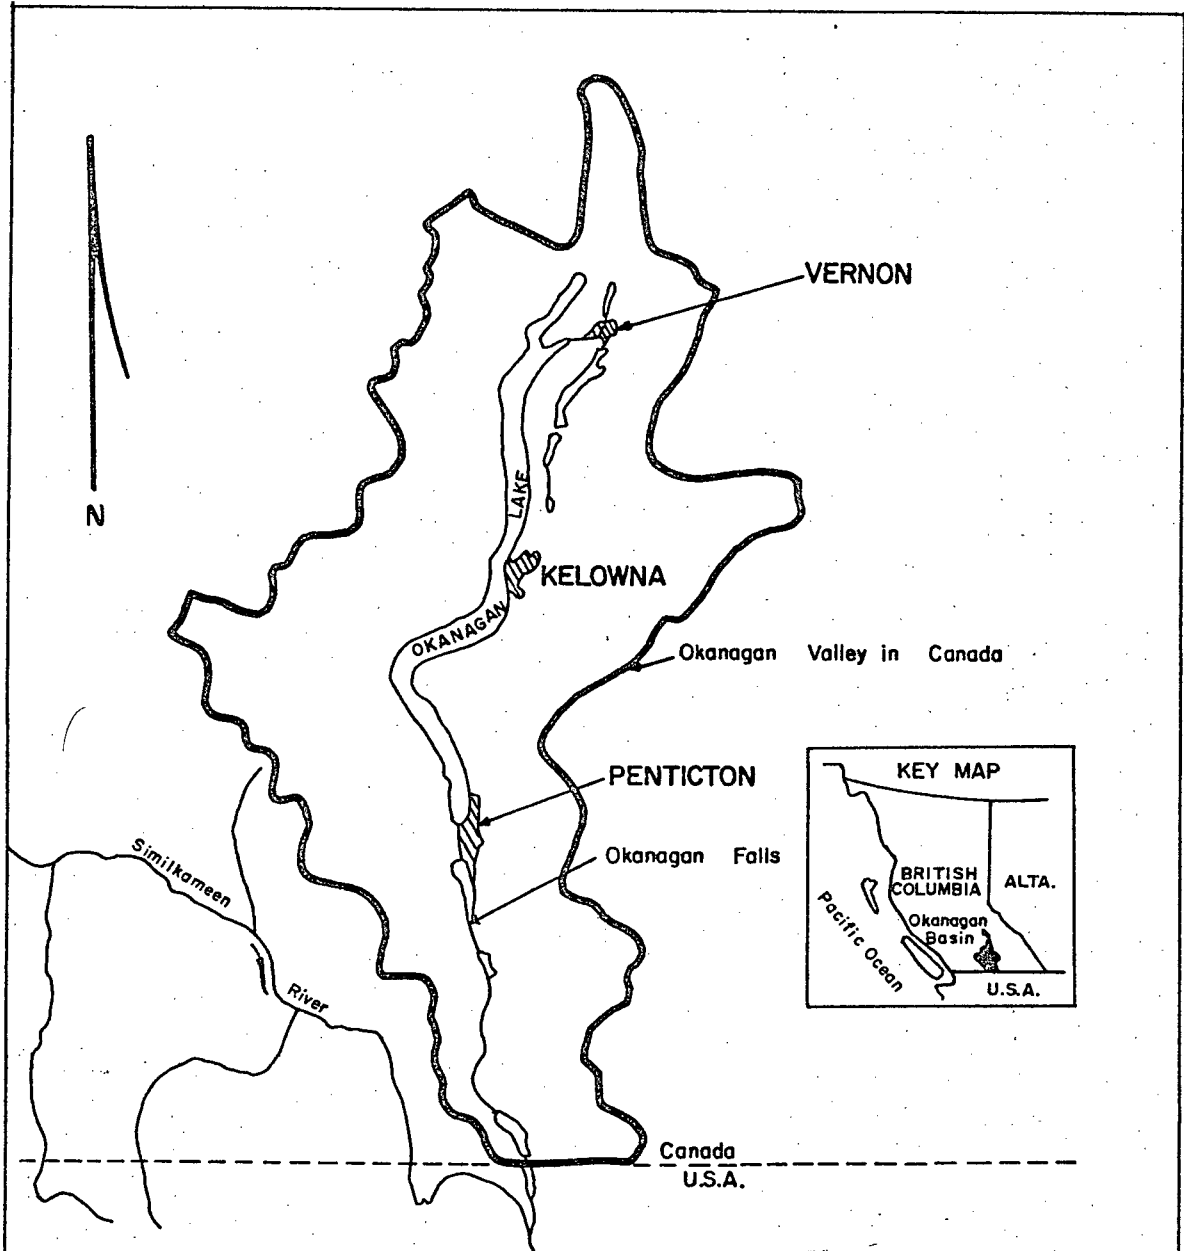 VERNON
N
LAKE
KELOWNA
OKANAGAN
Okanagan Valley in Canada
PENTICTON
KEY MAP
Similkameen
Okanagan Falls
BRITISH
COLUMBIA
ALTA.
Pacific Ocean
Okanagan
Basin
U.S.A.
River
Canada
U.S.A.